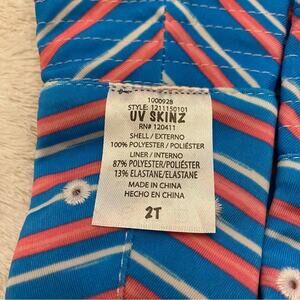 1000928
STYLE: 1211150101
UV SKINZ
RN# 120411
SHELL / EXTERNO
100% POLYESTER / POLIÉSTER
LINER / INTERNO
87% POLYESTER/POLIÉSTER
13% ELASTANE/ELASTANE
MADE IN CHINA
HECHO EN CHINA
2T